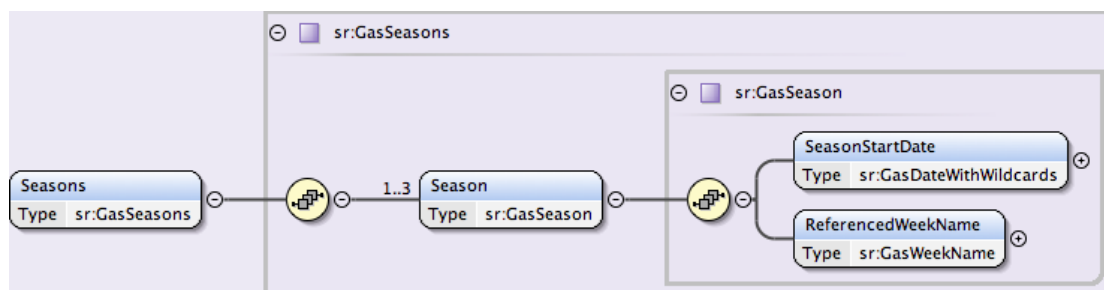 sr:GasSeasons
sr:GasSeason
SeasonStartDate
Type sr:GasDateWithWildcards
Seasons
Type sr:GasSeasons
1..3
Season
Type sr:GasSeason
ReferencedWeekName
Type sr:GasWeekName